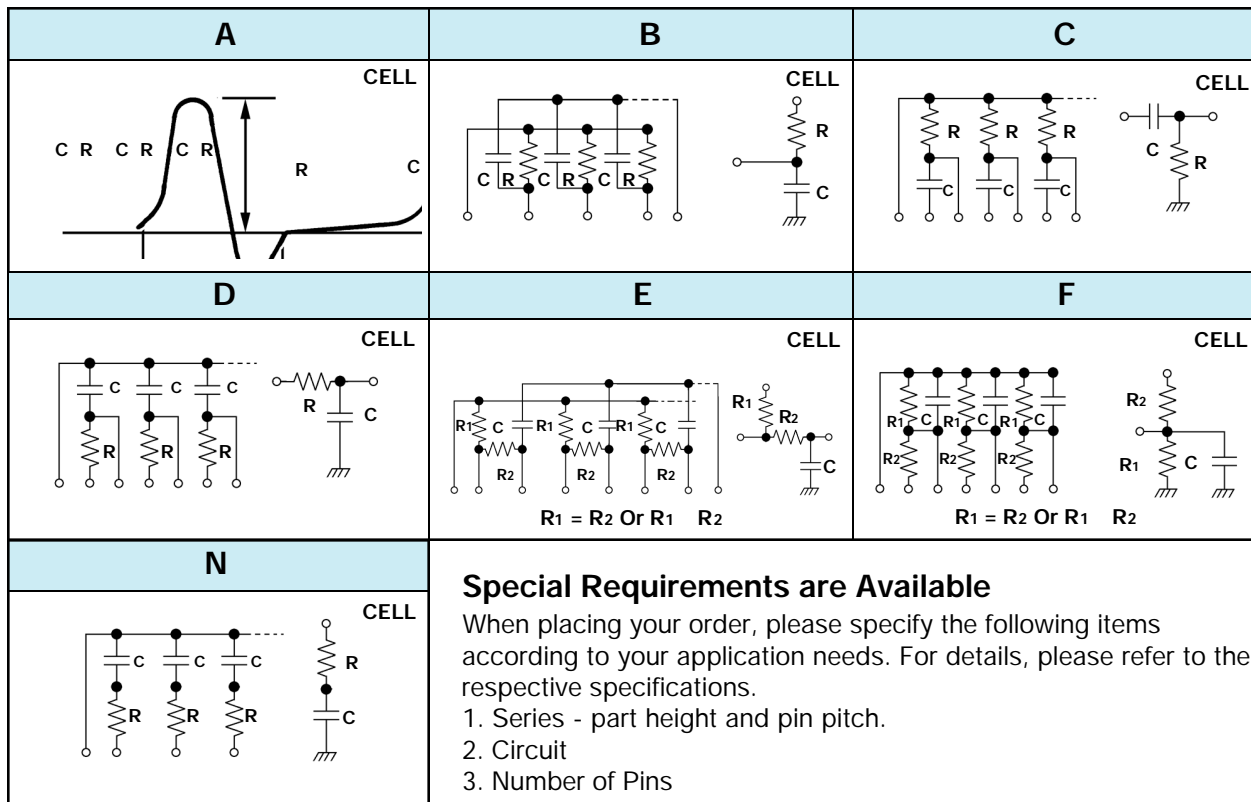 A
B
C
CELL
C R C R C R
R
C
CELL
R
C
C R C R C R
CELL
R R R
C C C
C
R
D
E
F
CELL
C C C
R R R
R
C
CELL
R1 C R1 C R1 C
R2 R2 R2
R1
R2
C
R1 = R2 Or R1 R2
CELL
R1 C R1 C R1 C
R2 R2 R2
R2
R1 C
R1 = R2 Or R1 R2
N
CELL
C C C
R R R
R
C
Special Requirements are Available
When placing your order, please specify the following items
according to your application needs. For details, please refer to the
respective specifications.
1. Series - part height and pin pitch.
2. Circuit
3. Number of Pins